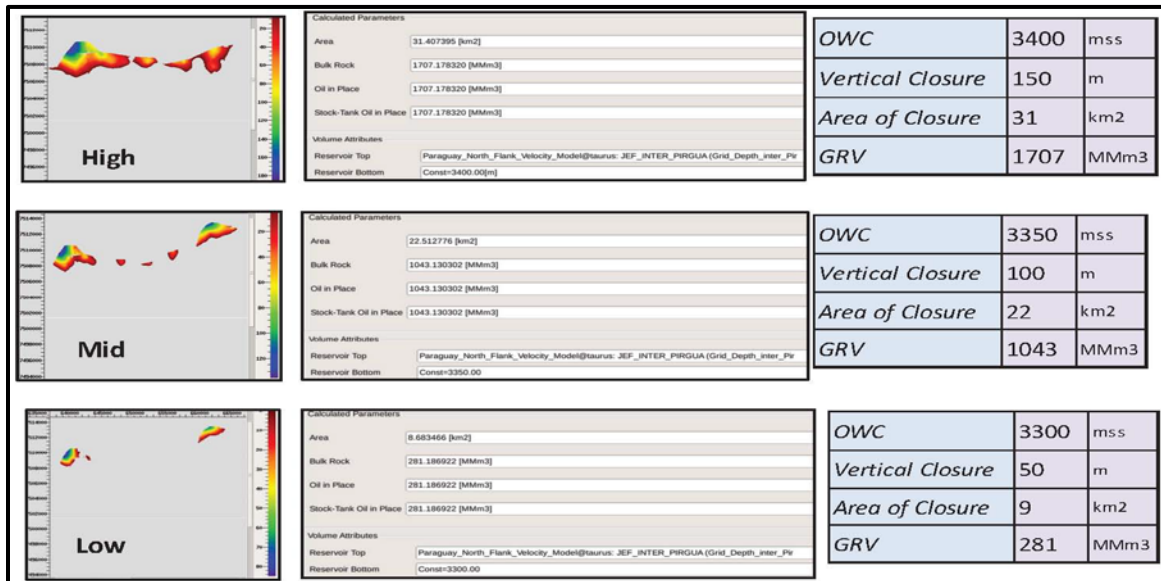 High
Calculated Parameters
Area 31.407395 [km2]
Bulk Rock 1707.178320 [MMm3]
Oil in Place 1707.178320 [MMm3]
Stock-Tank Oil in Place 1707.178320 [MMm3]
Volume Attributes
Reservoir Top Paraguay_North_Flank_Velocity_Model@taurus: JEF_INTER_PIRGUA (Grid_Depth_inter_Pir
Reservoir Bottom Const=3400.00[m]
OWC 3400 mss
Vertical Closure 150 m
Area of Closure 31 km2
GRV 1707 MMm3
Mid
Calculated Parameters
Area 22.512776 [km2]
Bulk Rock 1043.130302 [MMm3]
Oil in Place 1043.130302 [MMm3]
Stock-Tank Oil in Place 1043.130302 [MMm3]
Volume Attributes
Reservoir Top Paraguay_North_Flank_Velocity_Model@taurus: JEF_INTER_PIRGUA (Grid_Depth_inter_Pir
Reservoir Bottom Const=3350.00
OWC 3350 mss
Vertical Closure 100 m
Area of Closure 22 km2
GRV 1043 MMm3
Low
Calculated Parameters
Area 8.683466 [km2]
Bulk Rock 281.186922 [MMm3]
Oil in Place 281.186922 [MMm3]
Stock-Tank Oil in Place 281.186922 [MMm3]
Volume Attributes
Reservoir Top Paraguay_North_Flank_Velocity_Model@taurus: JEF_INTER_PIRGUA (Grid_Depth_inter_Pir
Reservoir Bottom Const=3300.00
OWC 3300 mss
Vertical Closure 50 m
Area of Closure 9 km2
GRV 281 MMm3